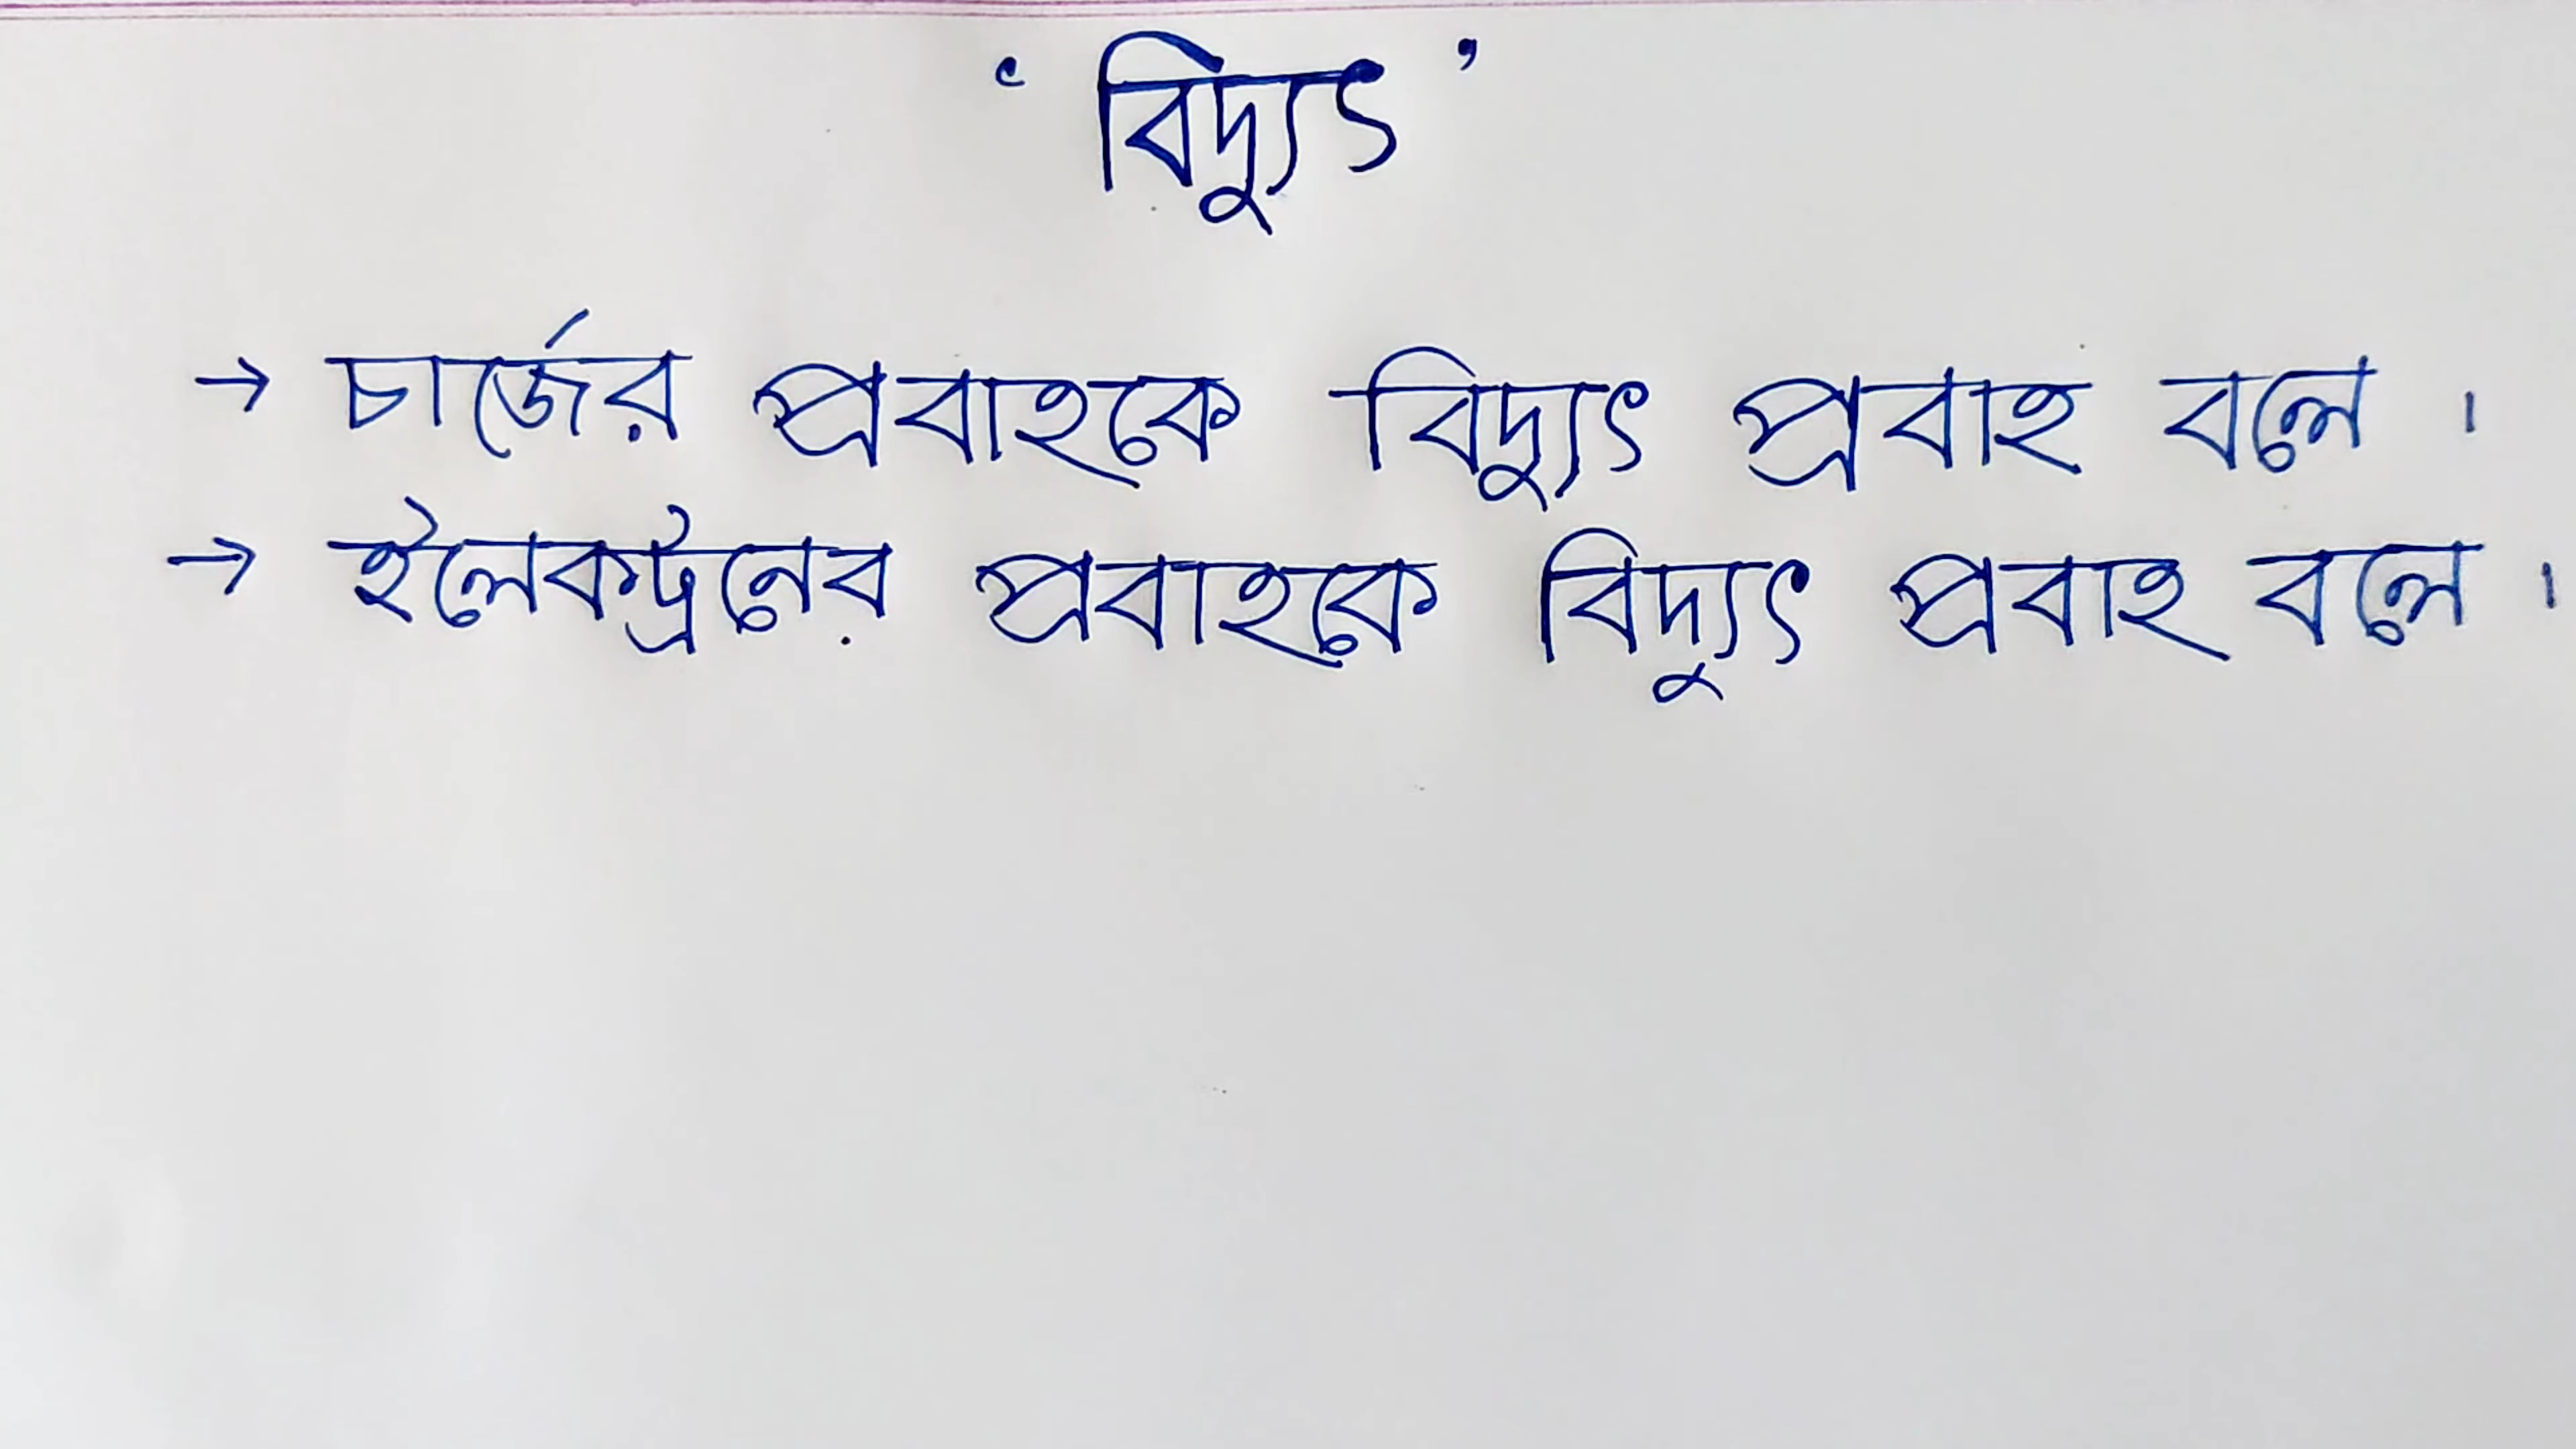 ‘ বিদ্যুৎ ’
→ চার্জের প্রবাহকে বিদ্যুৎ প্রবাহ বলে ।
→ ইলেকট্রনের প্রবাহকে বিদ্যুৎ প্রবাহ বলে ।